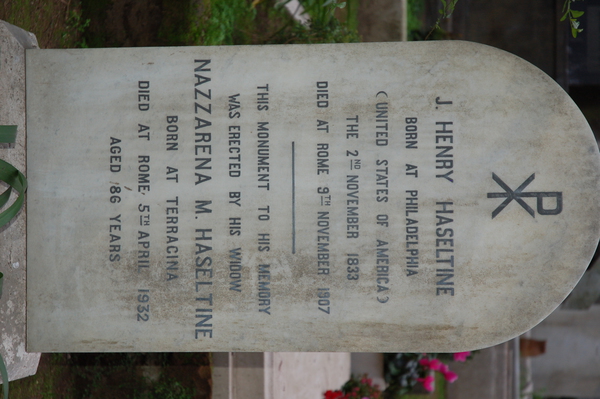 J. HENRY HASELTINE
BORN AT PHILADELPHIA
(UNITED STATES OF AMERICA)
THE 2ND NOVEMBER 1833
DIED AT ROME 9TH NOVEMBER 1907
THIS MONUMENT TO HIS MEMORY
WAS ERECTED BY HIS WIDOW
NAZZARENA M. HASELTINE
BORN AT TERRACINA
DIED AT ROME 5TH APRIL 1932
AGED 86 YEARS